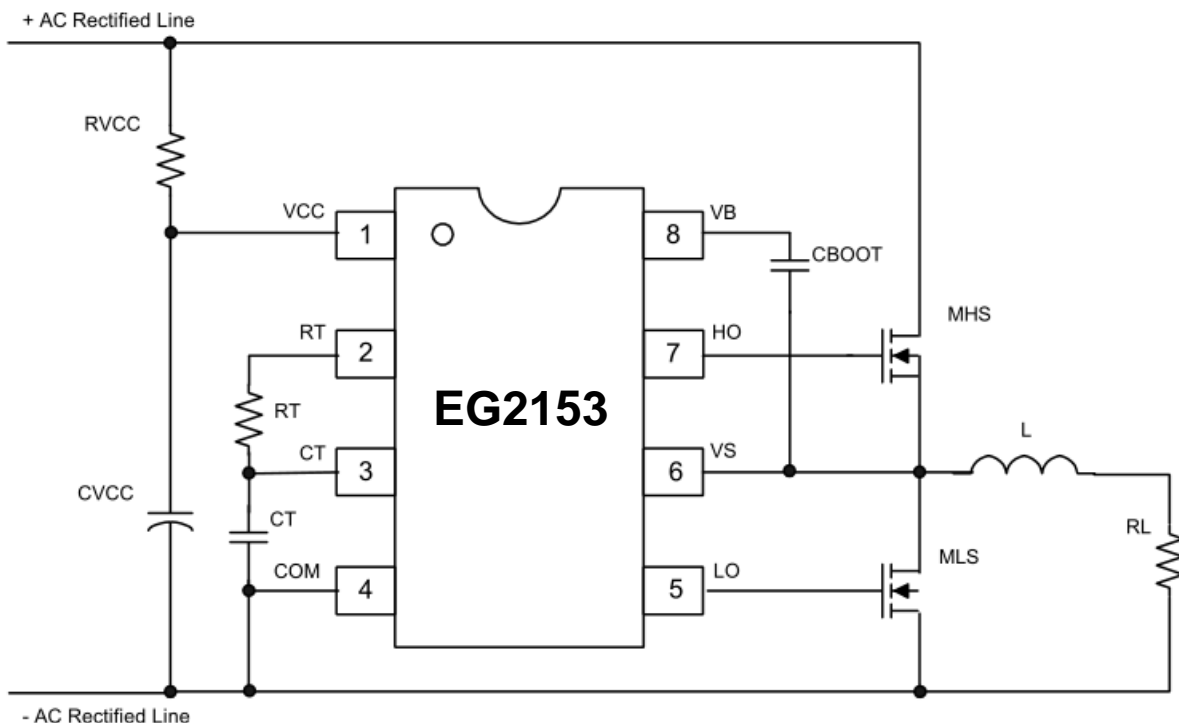 + AC Rectified Line
RVCC
VCC
1
8
VB
CBOOT
MHS
RT
2
7
HO
EG2153
RT
CT
3
6
VS
L
CVCC
CT
RL
COM
4
5
LO
MLS
- AC Rectified Line